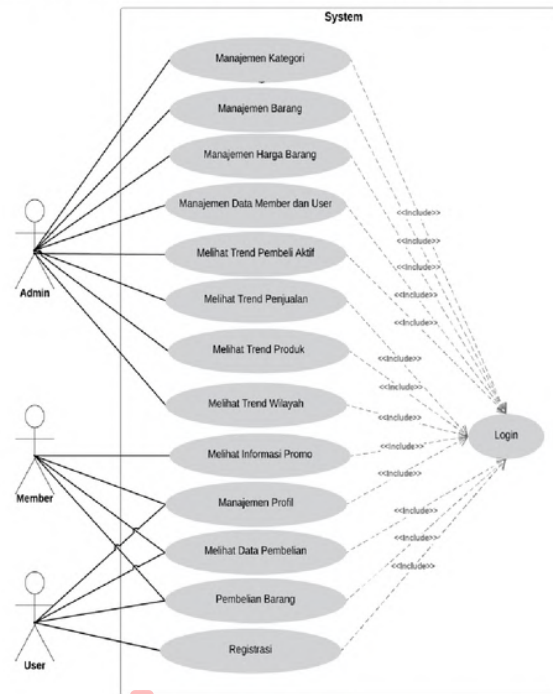 System
Manajemen Kategori
Manajemen Barang
Manajemen Harga Barang
Manajemen Data Member dan User
<<Include>>
<<Include>>
Melihat Trend Pembeli Aktif
<<Include>>
Admin
<<Include>>
Melihat Trend Penjualan
<<Include>>
<<Include>>
Melihat Trend Produk
<<Include>>
Melihat Trend Wilayah
<<Include>>
Login
<<Include>>
Melihat Informasi Promo
<<Include>>
Member
Manajemen Profil
<<Include>>
<<Include>>
Melihat Data Pembelian
<<Include>>
Pembelian Barang
Registrasi
User